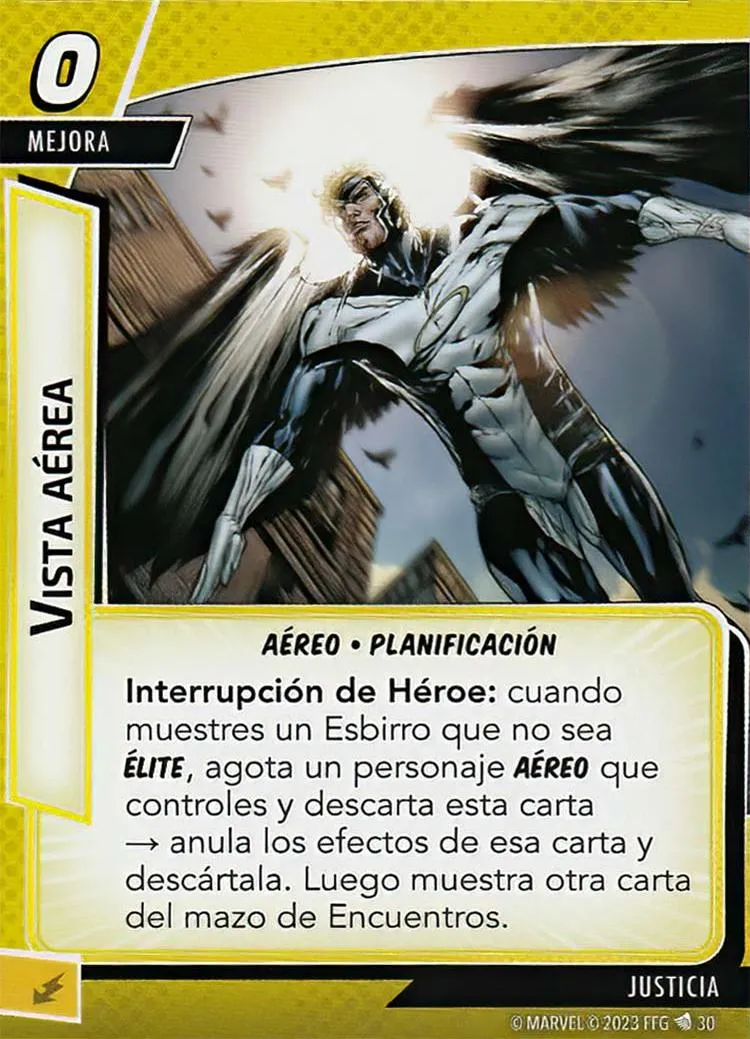 0
MEJORA
VISTA AÉREA
AÉREO • PLANIFICACIÓN
Interrupción de Héroe: cuando
muestres un Esbirro que no sea
ÉLITE, agota un personaje AÉREO que
controles y descarta esta carta
→ anula los efectos de esa carta y
descártala. Luego muestra otra carta
del mazo de Encuentros.
JUSTICIA
© MARVEL © 2023 FFG 30